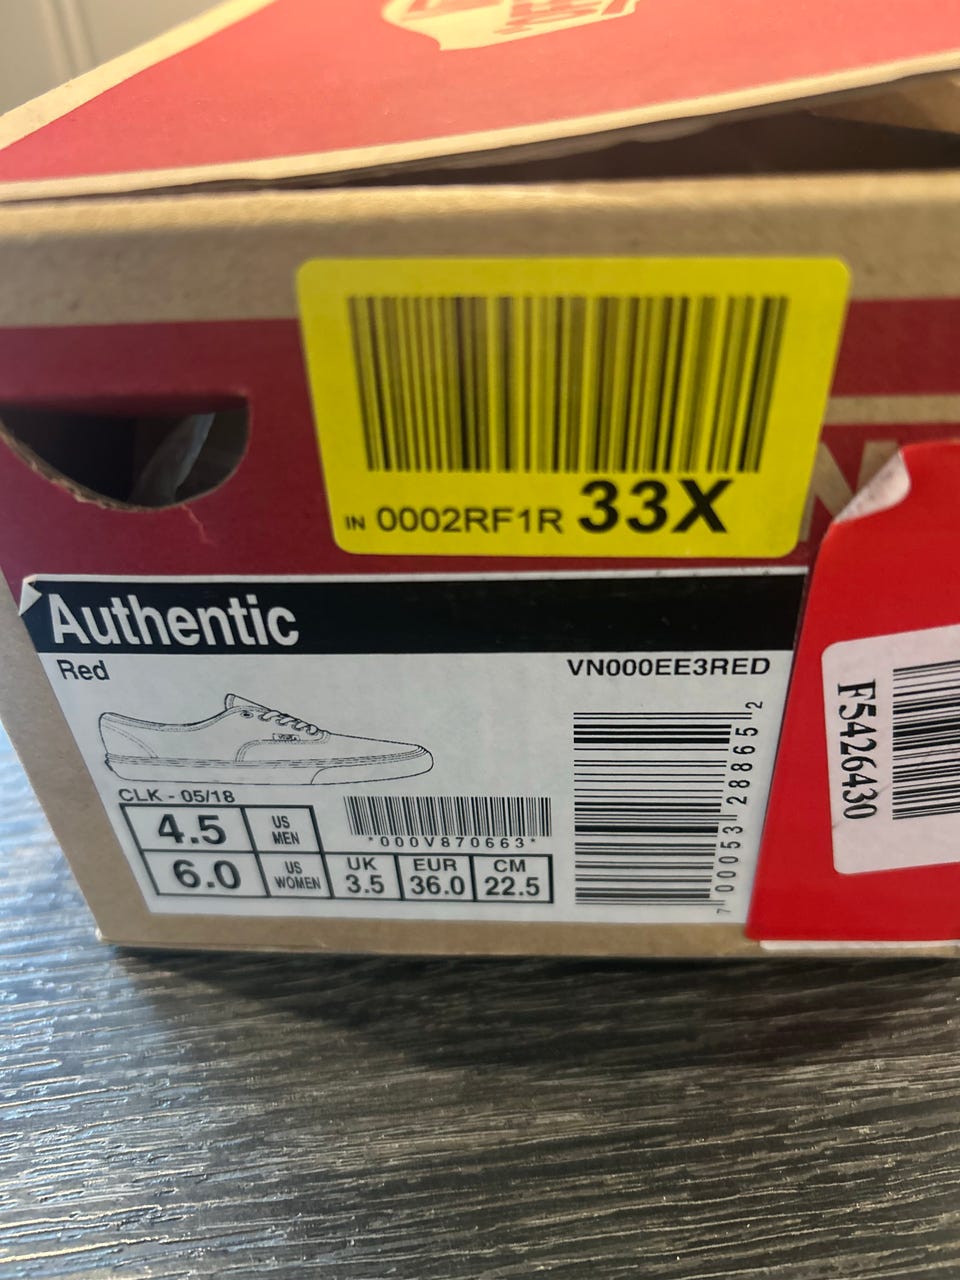 IN 0002RF1R 33X
Authentic
Red
VN000EE3RED
CLK - 05/18
4.5 US MEN
*000V870663*
6.0 US WOMEN
UK 3.5
EUR 36.0
CM 22.5
7 00053 28865 2
F5426430